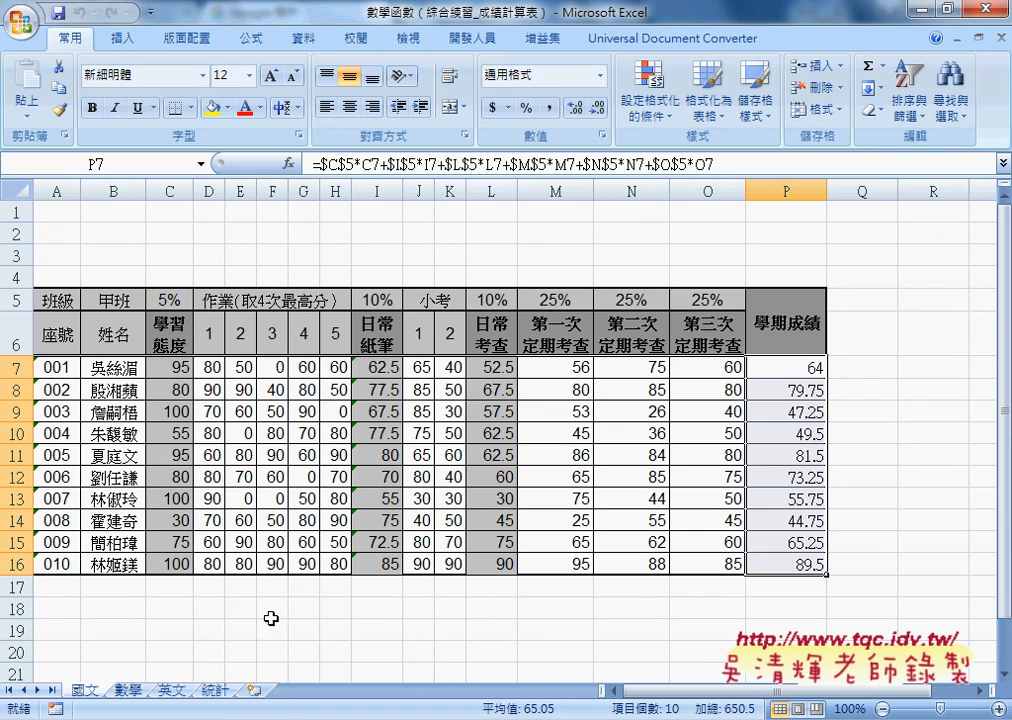 數學函數（綜合練習_成績計算表） - Microsoft Excel
常用 插入 版面配置 公式 資料 校閱 檢視 開發人員 增益集 Universal Document Converter
新細明體 12 通用格式 插入 Σ
貼上 B I U $ % , 設定格式化的條件 格式化為表格 儲存格樣式 刪除 格式 排序與篩選 尋找與選取
剪貼簿 字型 對齊方式 數值 樣式 儲存格 編輯
P7 fx =$C$5*C7+$I$5*I7+$L$5*L7+$M$5*M7+$N$5*N7+$O$5*O7
A B C D E F G H I J K L M N O P Q R
1
2
3
4
5 班級 甲班 5% 作業(取4次最高分) 10% 小考 10% 25% 25% 25% 學期成績
6 座號 姓名 學習態度 1 2 3 4 5 日常紙筆 1 2 日常考查 第一次定期考查 第二次定期考查 第三次定期考查
7 001 吳絲湄 95 80 50 0 60 60 62.5 65 40 52.5 56 75 60 64
8 002 殷湘蘋 80 90 90 40 80 50 77.5 85 50 67.5 80 85 80 79.75
9 003 詹嗣梧 100 70 60 50 90 0 67.5 85 30 57.5 53 26 40 47.25
10 004 朱馥敏 55 80 0 80 70 80 77.5 75 50 62.5 45 36 50 49.5
11 005 夏庭文 95 60 80 90 60 90 80 65 60 62.5 86 84 80 81.5
12 006 劉任謙 80 80 70 60 0 70 70 80 40 60 65 85 75 73.25
13 007 林俶玲 100 90 0 0 50 80 55 30 30 30 75 44 50 55.75
14 008 霍建奇 30 70 60 50 80 90 75 40 50 45 25 55 45 44.75
15 009 簡柏瑋 75 60 90 80 60 50 72.5 80 70 75 65 62 60 65.25
16 010 林姬鎂 100 80 80 90 90 80 85 90 90 90 95 88 85 89.5
17
18
19
20
21
http://www.tqc.idv.tw/
吳清輝老師錄製
國文 數學 英文 統計
就緒 平均值: 65.05 項目個數: 10 加總: 650.5 100%